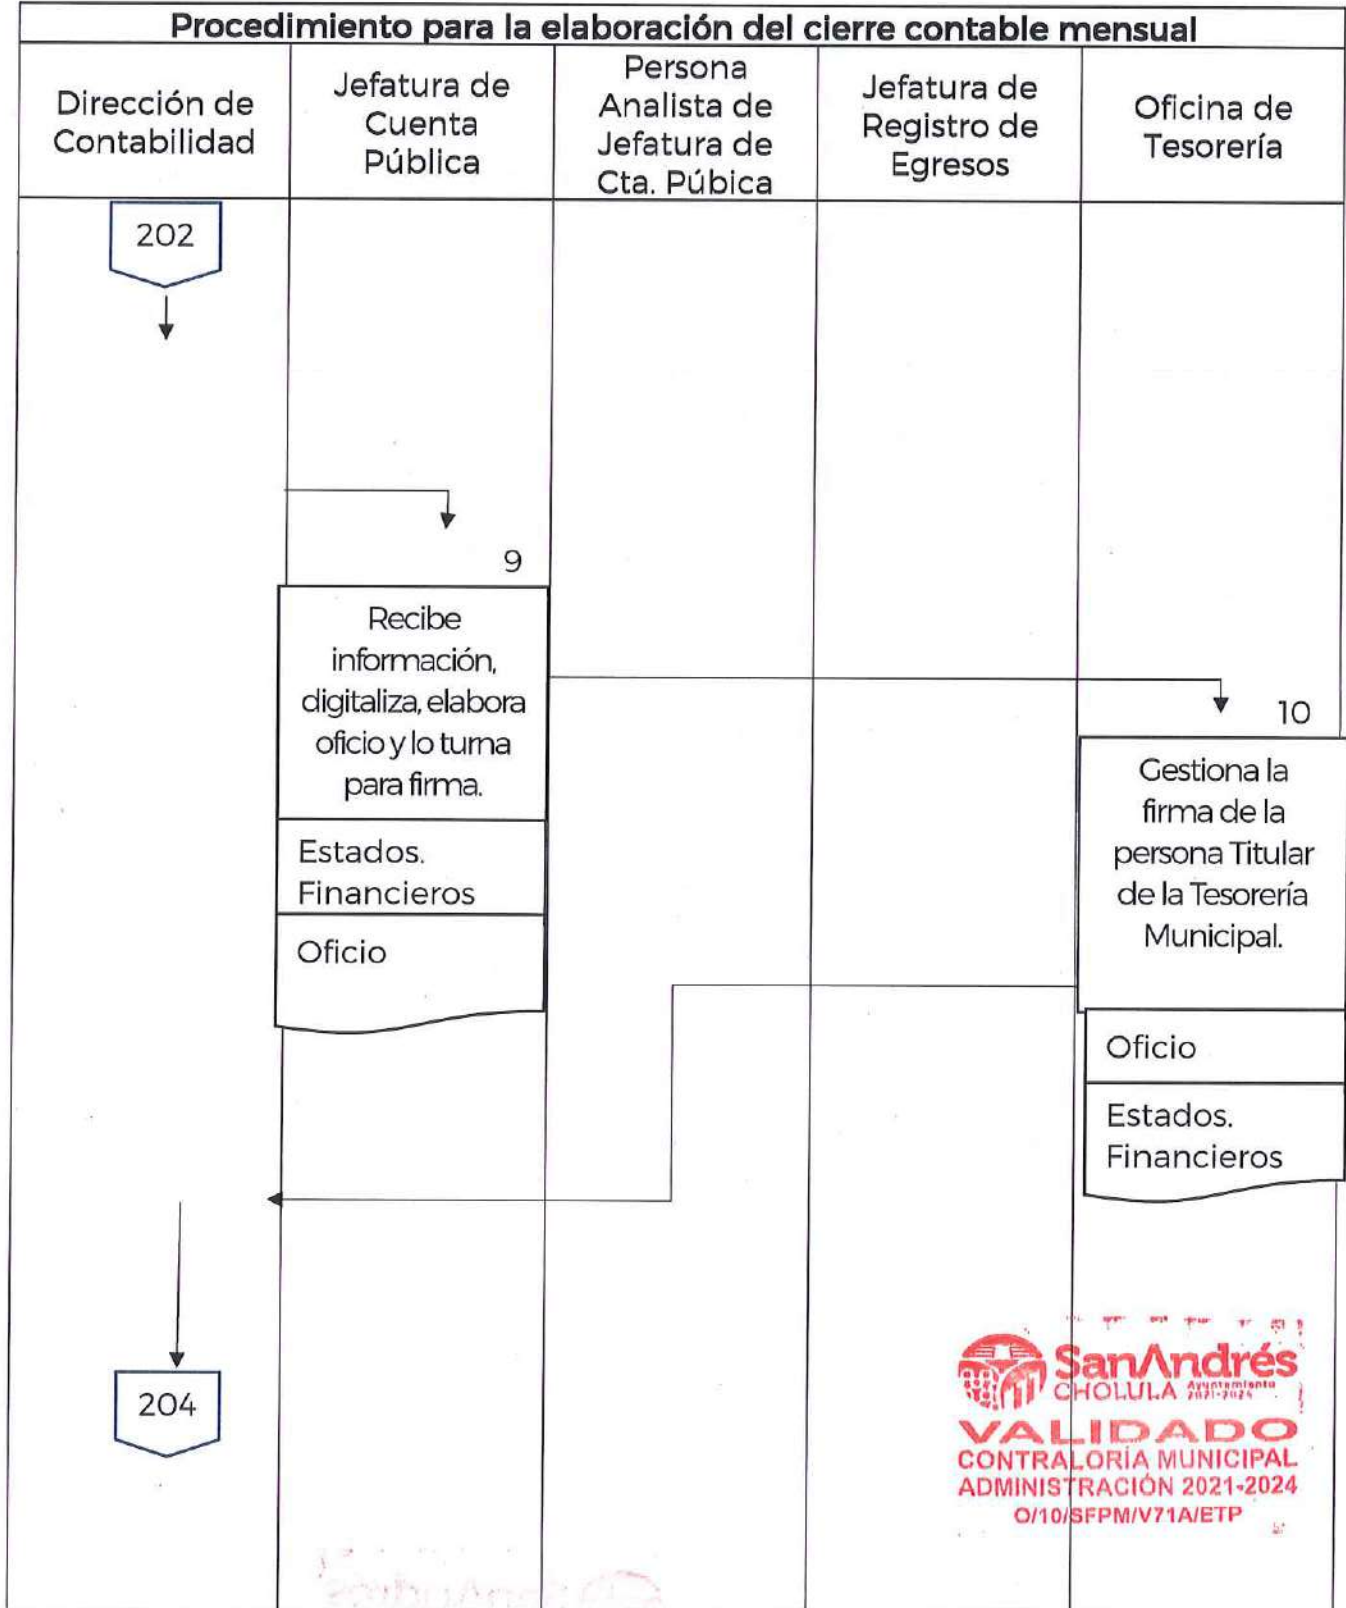 Procedimiento para la elaboración del cierre contable mensual
Dirección de
Contabilidad
Jefatura de
Cuenta
Pública
Persona
Analista de
Jefatura de
Cta. Púbica
Jefatura de
Registro de
Egresos
Oficina de
Tesorería
202
9
Recibe
información,
digitaliza, elabora
oficio y lo turna
para firma.
Estados.
Financieros
Oficio
10
Gestiona la
firma de la
persona Titular
de la Tesorería
Municipal.
Oficio
Estados.
Financieros
204
SanAndrés
CHOLULA Ayuntamiento
2021-2024
VALIDADO
CONTRALORÍA MUNICIPAL
ADMINISTRACIÓN 2021-2024
O/10/SFPM/V71A/ETP